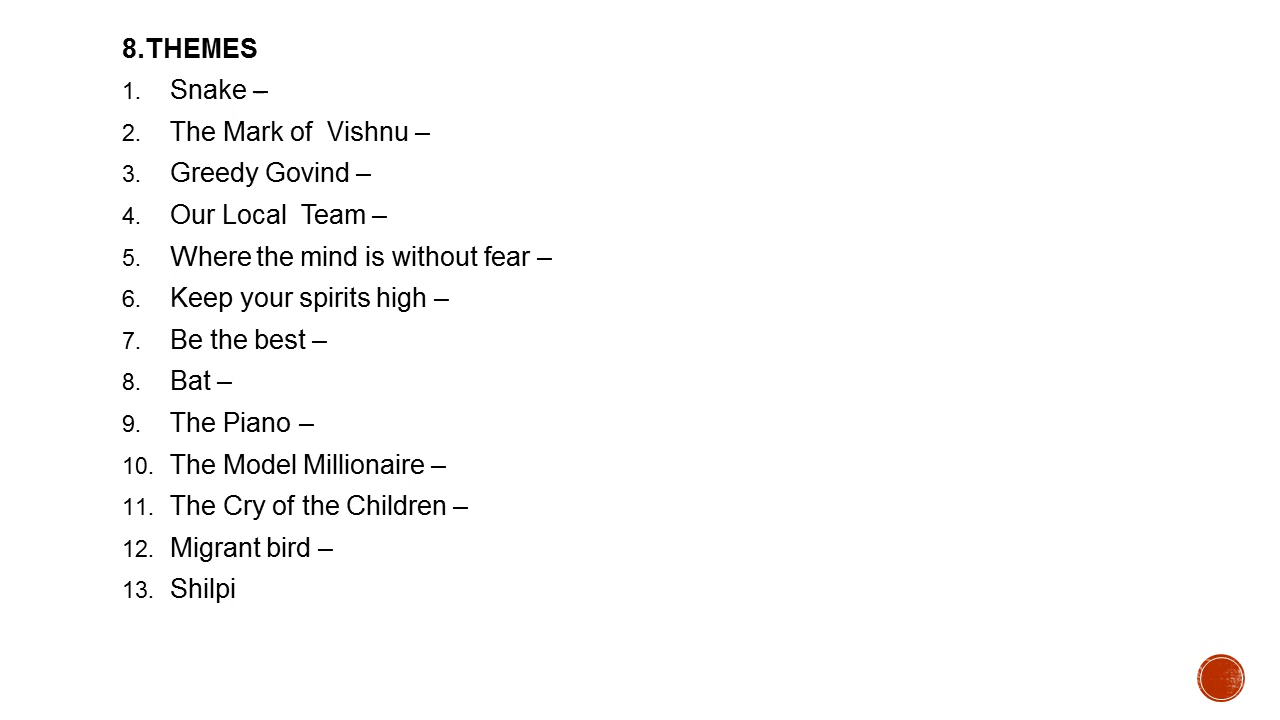 8.THEMES
1. Snake –
2. The Mark of Vishnu –
3. Greedy Govind –
4. Our Local Team –
5. Where the mind is without fear –
6. Keep your spirits high –
7. Be the best –
8. Bat –
9. The Piano –
10. The Model Millionaire –
11. The Cry of the Children –
12. Migrant bird –
13. Shilpi